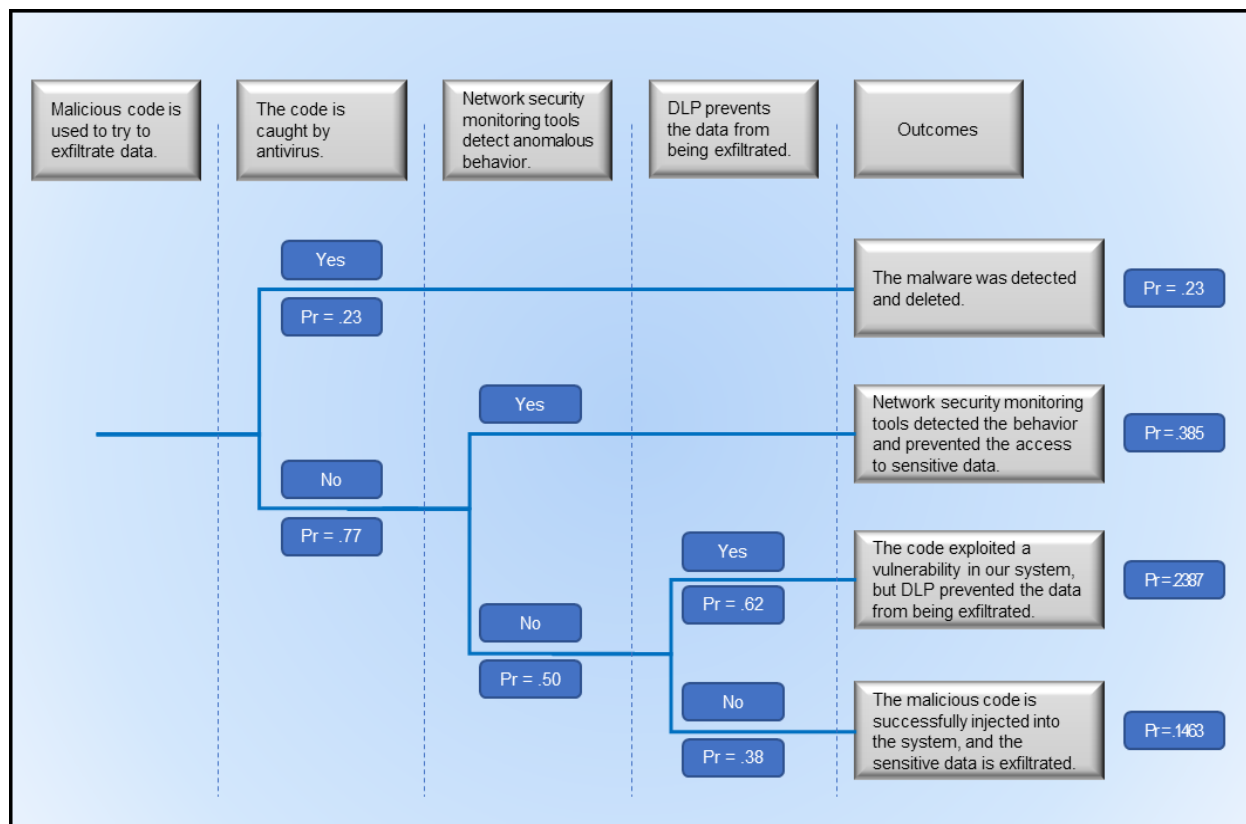 Malicious code is
used to try to
exfiltrate data.
The code is
caught by
antivirus.
Network security
monitoring tools
detect anomalous
behavior.
DLP prevents
the data from
being exfiltrated.
Outcomes
Yes
Pr = .23
The malware was detected
and deleted.
Pr = .23
Yes
Network security monitoring
tools detected the behavior
and prevented the access
to sensitive data.
Pr =.385
No
Pr = .77
Yes
Pr = .62
The code exploited a
vulnerability in our system,
but DLP prevented the data
from being exfiltrated.
Pr =.2387
No
Pr = .50
No
Pr = .38
The malicious code is
successfully injected into
the system, and the
sensitive data is exfiltrated.
Pr =.1463